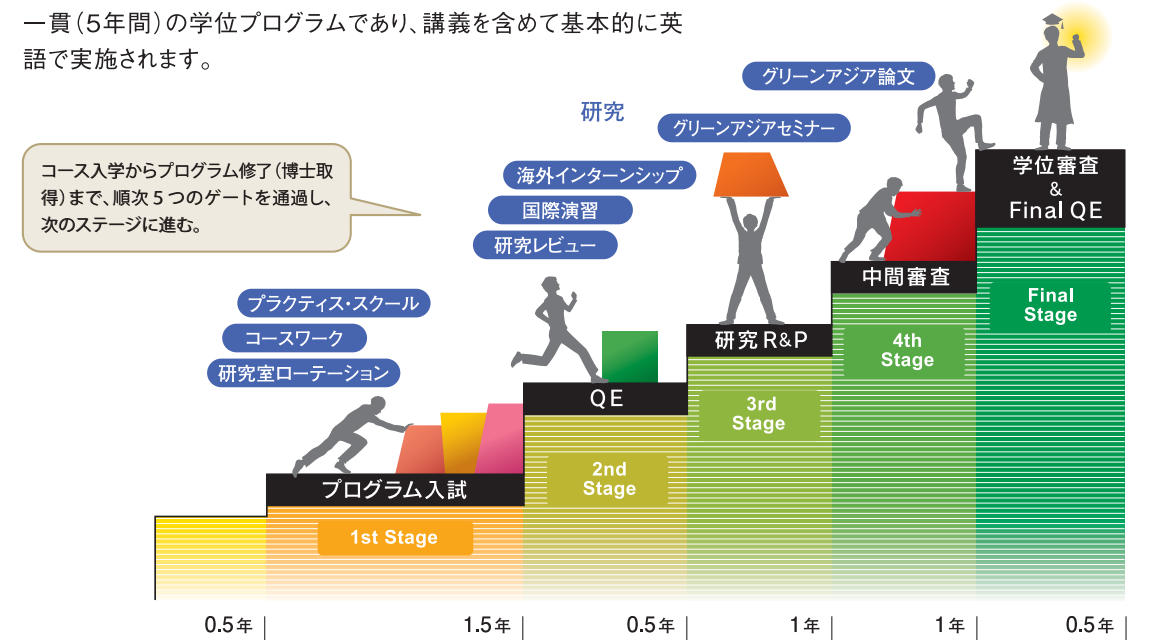 一貫（5年間）の学位プログラムであり、講義を含めて基本的に英
語で実施されます。
コース入学からプログラム修了（博士取
得）まで、順次5つのゲートを通過し、
次のステージに進む。
研究
グリーンアジア論文
グリーンアジアセミナー
海外インターンシップ
国際演習
研究レビュー
プラクティス・スクール
コースワーク
研究室ローテーション
プログラム入試
1st Stage
QE
2nd
Stage
研究R&P
3rd
Stage
中間審査
4th
Stage
学位審査
&
Final QE
Final
Stage
0.5年
1.5年
0.5年
1年
1年
0.5年